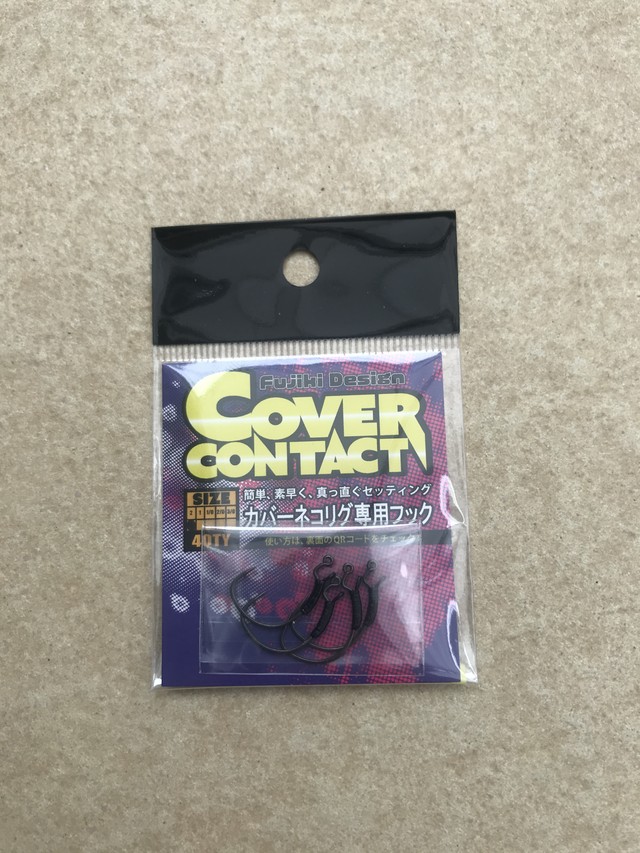 Fujiki Design
COVER
CONTACT
SIZE
簡単、素早く、真っ直ぐセッティング
カバーネコリグ専用フック
4QTY
使い方は、裏面のQRコードをチェック